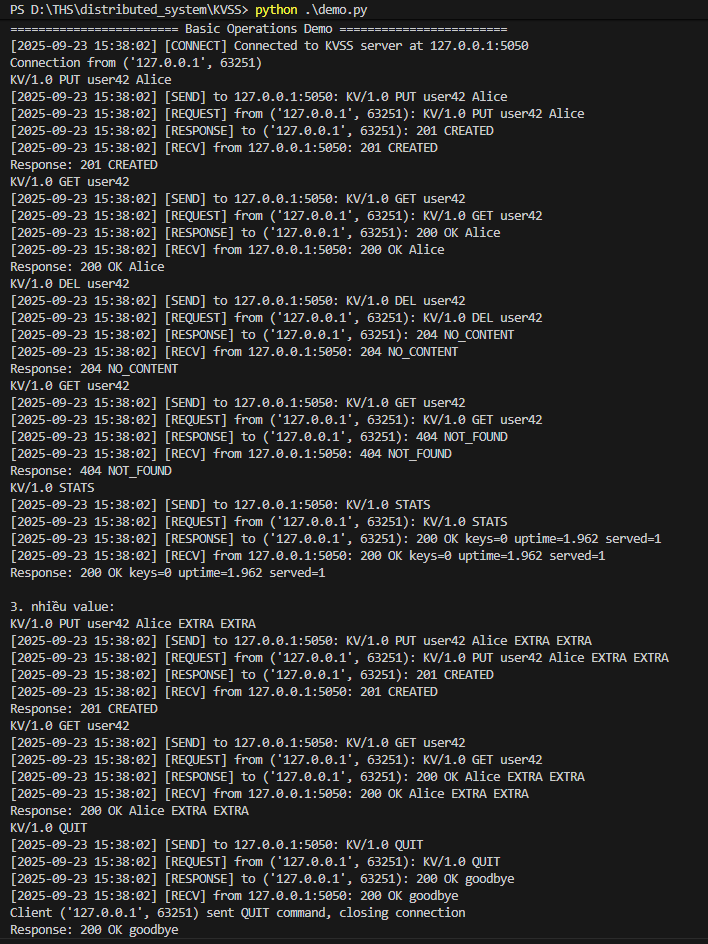 PS D:\THS\distributed_system\KVSS> python .\demo.py
======================== Basic Operations Demo ========================
[2025-09-23 15:38:02] [CONNECT] Connected to KVSS server at 127.0.0.1:5050
Connection from ('127.0.0.1', 63251)
KV/1.0 PUT user42 Alice
[2025-09-23 15:38:02] [SEND] to 127.0.0.1:5050: KV/1.0 PUT user42 Alice
[2025-09-23 15:38:02] [REQUEST] from ('127.0.0.1', 63251): KV/1.0 PUT user42 Alice
[2025-09-23 15:38:02] [RESPONSE] to ('127.0.0.1', 63251): 201 CREATED
[2025-09-23 15:38:02] [RECV] from 127.0.0.1:5050: 201 CREATED
Response: 201 CREATED
KV/1.0 GET user42
[2025-09-23 15:38:02] [SEND] to 127.0.0.1:5050: KV/1.0 GET user42
[2025-09-23 15:38:02] [REQUEST] from ('127.0.0.1', 63251): KV/1.0 GET user42
[2025-09-23 15:38:02] [RESPONSE] to ('127.0.0.1', 63251): 200 OK Alice
[2025-09-23 15:38:02] [RECV] from 127.0.0.1:5050: 200 OK Alice
Response: 200 OK Alice
KV/1.0 DEL user42
[2025-09-23 15:38:02] [SEND] to 127.0.0.1:5050: KV/1.0 DEL user42
[2025-09-23 15:38:02] [REQUEST] from ('127.0.0.1', 63251): KV/1.0 DEL user42
[2025-09-23 15:38:02] [RESPONSE] to ('127.0.0.1', 63251): 204 NO_CONTENT
[2025-09-23 15:38:02] [RECV] from 127.0.0.1:5050: 204 NO_CONTENT
Response: 204 NO_CONTENT
KV/1.0 GET user42
[2025-09-23 15:38:02] [SEND] to 127.0.0.1:5050: KV/1.0 GET user42
[2025-09-23 15:38:02] [REQUEST] from ('127.0.0.1', 63251): KV/1.0 GET user42
[2025-09-23 15:38:02] [RESPONSE] to ('127.0.0.1', 63251): 404 NOT_FOUND
[2025-09-23 15:38:02] [RECV] from 127.0.0.1:5050: 404 NOT_FOUND
Response: 404 NOT_FOUND
KV/1.0 STATS
[2025-09-23 15:38:02] [SEND] to 127.0.0.1:5050: KV/1.0 STATS
[2025-09-23 15:38:02] [REQUEST] from ('127.0.0.1', 63251): KV/1.0 STATS
[2025-09-23 15:38:02] [RESPONSE] to ('127.0.0.1', 63251): 200 OK keys=0 uptime=1.962 served=1
[2025-09-23 15:38:02] [RECV] from 127.0.0.1:5050: 200 OK keys=0 uptime=1.962 served=1
Response: 200 OK keys=0 uptime=1.962 served=1
3. nhiều value:
KV/1.0 PUT user42 Alice EXTRA EXTRA
[2025-09-23 15:38:02] [SEND] to 127.0.0.1:5050: KV/1.0 PUT user42 Alice EXTRA EXTRA
[2025-09-23 15:38:02] [REQUEST] from ('127.0.0.1', 63251): KV/1.0 PUT user42 Alice EXTRA EXTRA
[2025-09-23 15:38:02] [RESPONSE] to ('127.0.0.1', 63251): 201 CREATED
[2025-09-23 15:38:02] [RECV] from 127.0.0.1:5050: 201 CREATED
Response: 201 CREATED
KV/1.0 GET user42
[2025-09-23 15:38:02] [SEND] to 127.0.0.1:5050: KV/1.0 GET user42
[2025-09-23 15:38:02] [REQUEST] from ('127.0.0.1', 63251): KV/1.0 GET user42
[2025-09-23 15:38:02] [RESPONSE] to ('127.0.0.1', 63251): 200 OK Alice EXTRA EXTRA
[2025-09-23 15:38:02] [RECV] from 127.0.0.1:5050: 200 OK Alice EXTRA EXTRA
Response: 200 OK Alice EXTRA EXTRA
KV/1.0 QUIT
[2025-09-23 15:38:02] [SEND] to 127.0.0.1:5050: KV/1.0 QUIT
[2025-09-23 15:38:02] [REQUEST] from ('127.0.0.1', 63251): KV/1.0 QUIT
[2025-09-23 15:38:02] [RESPONSE] to ('127.0.0.1', 63251): 200 OK goodbye
[2025-09-23 15:38:02] [RECV] from 127.0.0.1:5050: 200 OK goodbye
Client ('127.0.0.1', 63251) sent QUIT command, closing connection
Response: 200 OK goodbye